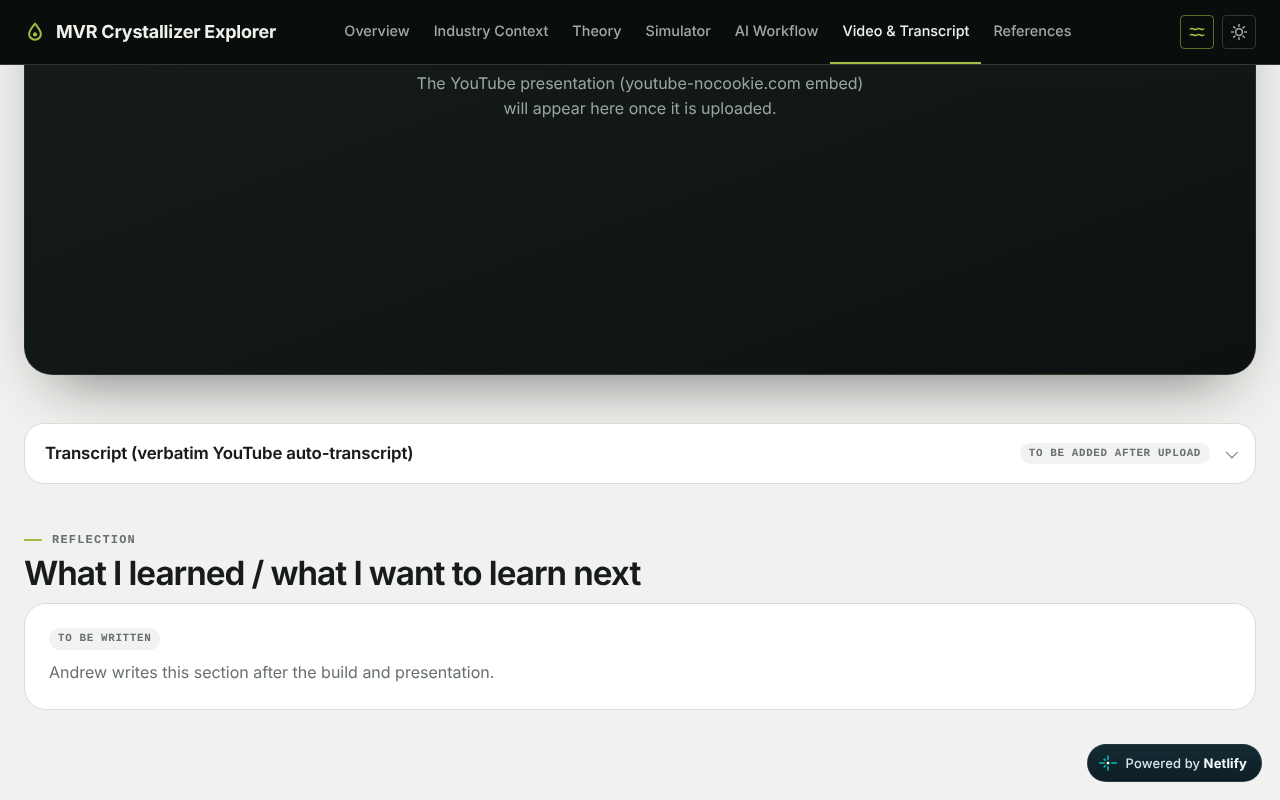 MVR Crystallizer Explorer
Overview
Industry Context
Theory
Simulator
AI Workflow
Video & Transcript
References
The YouTube presentation (youtube-nocookie.com embed)
will appear here once it is uploaded.
Transcript (verbatim YouTube auto-transcript)
TO BE ADDED AFTER UPLOAD
REFLECTION
What I learned / what I want to learn next
TO BE WRITTEN
Andrew writes this section after the build and presentation.
Powered by Netlify